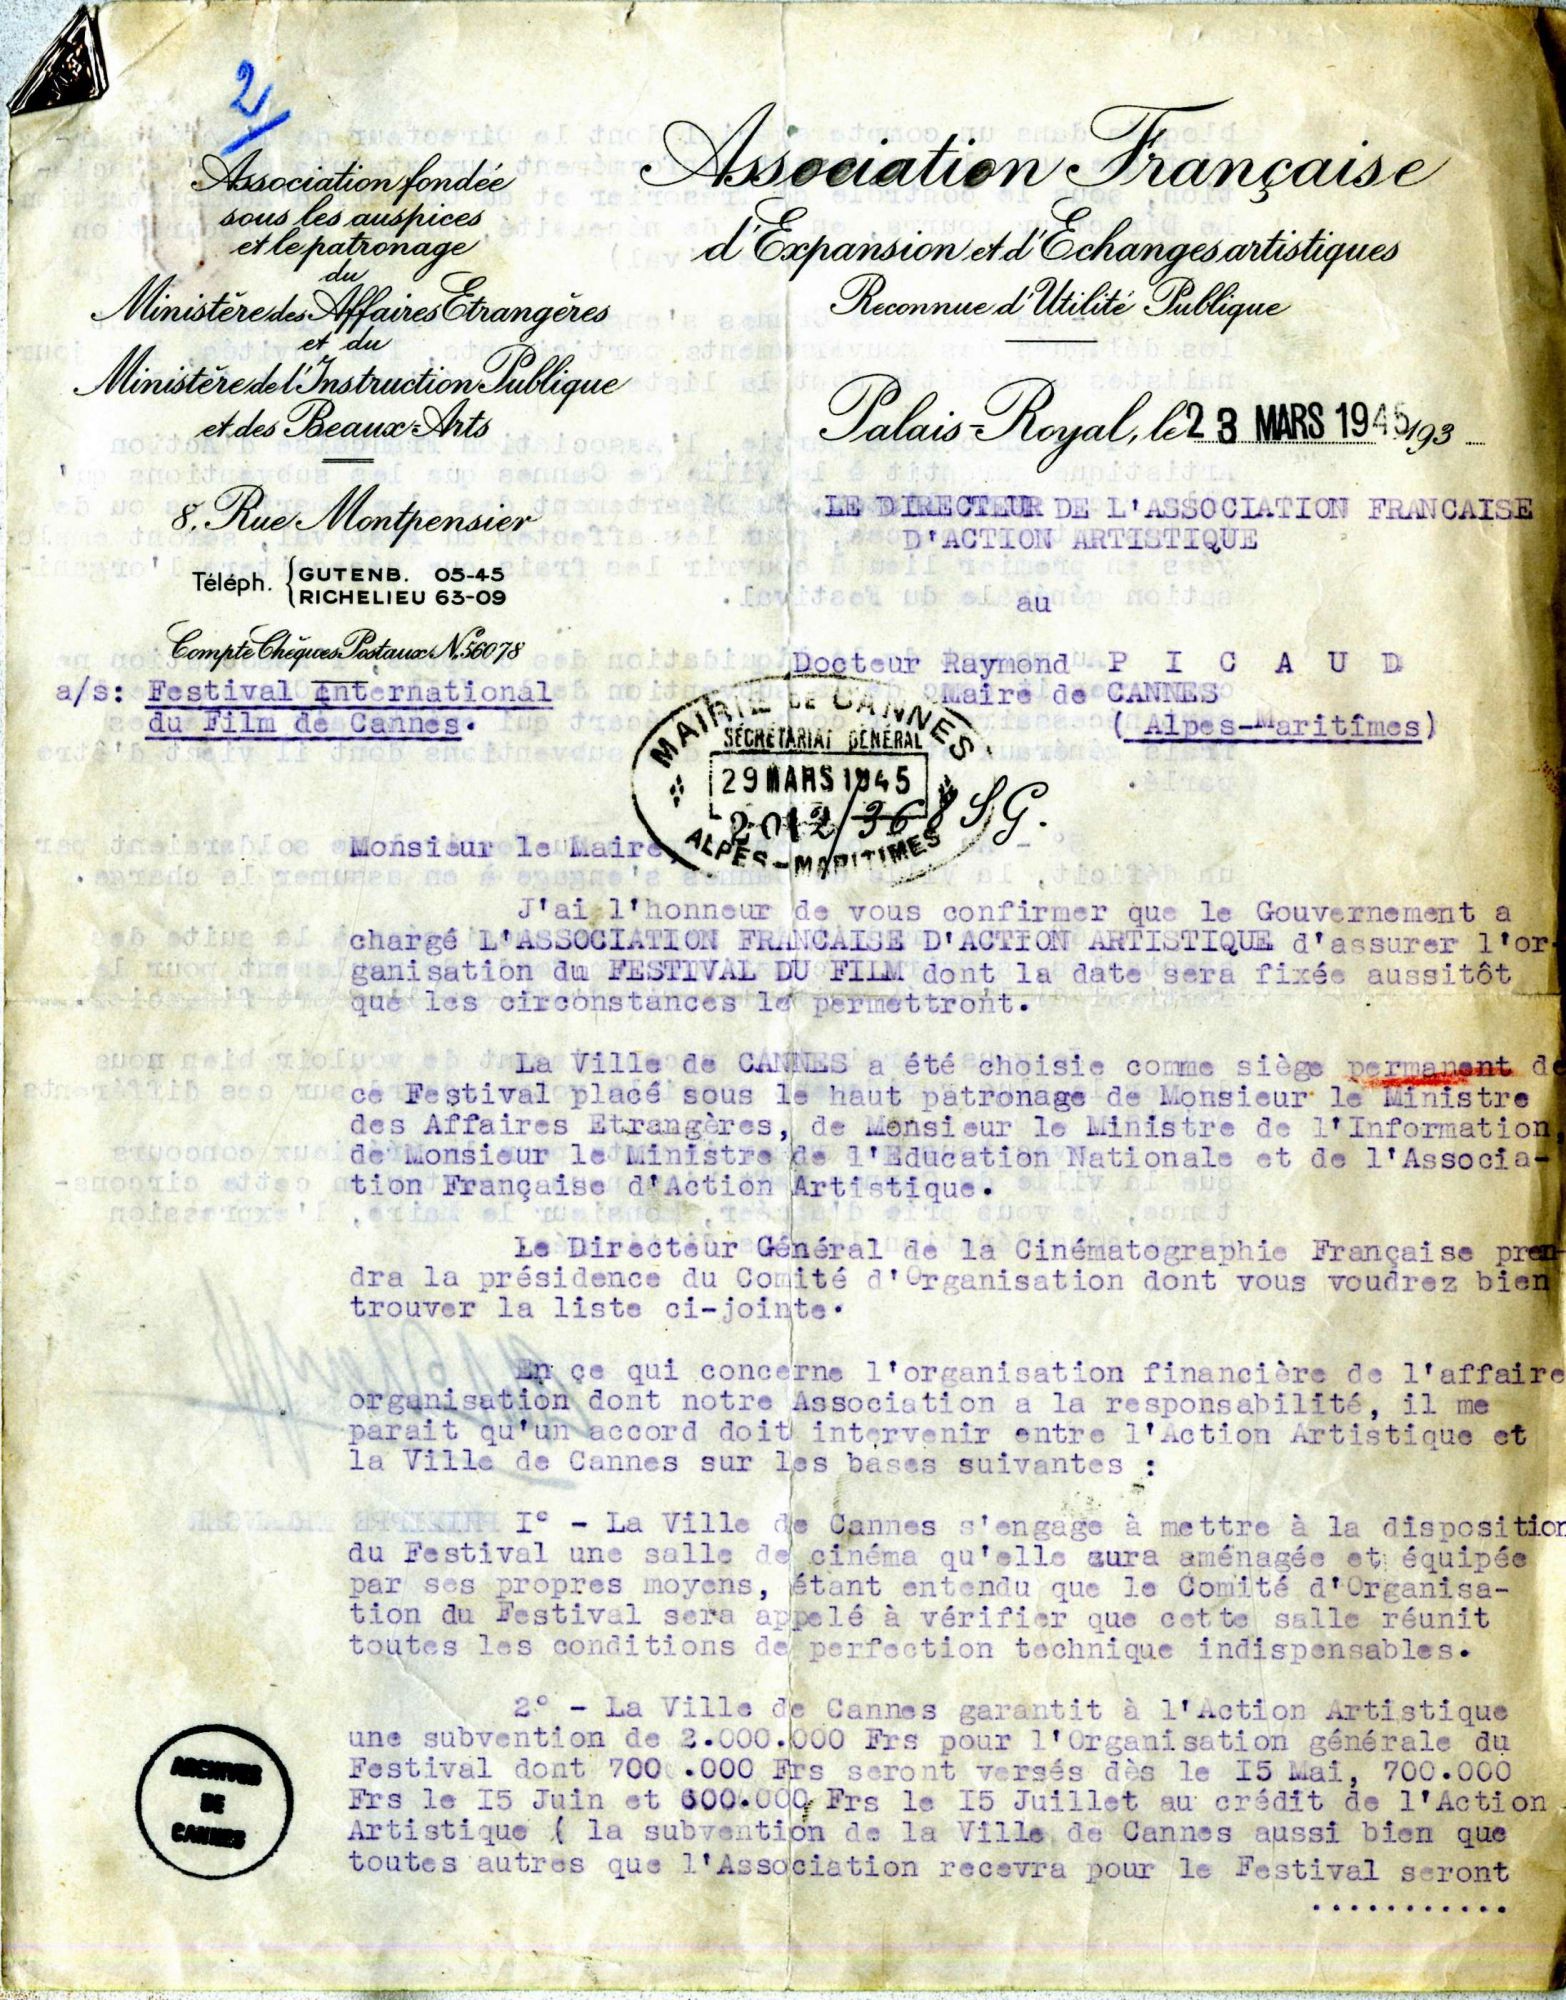 2/
Association fondée
sous les auspices
et le patronage
du
Ministère des Affaires Etrangères
et du
Ministère de l'Instruction Publique
et des Beaux-Arts
8, Rue Montpensier
Téléph. { GUTENB. 05-45
RICHELIEU 63-09
Compte Chèques Postaux N° 56078
a/s: Festival international
du Film de Cannes.
Association Française
d'Expansion et d'Echanges artistiques
Reconnue d'Utilité Publique
Palais-Royal, le 23 MARS 1945 193
LE DIRECTEUR DE L'ASSOCIATION FRANCAISE
D'ACTION ARTISTIQUE
au
Docteur Raymond P I C A U D
Maire de CANNES
( Alpes-Maritîmes)
MAIRIE DE CANNES
SECRETARIAT GENERAL
29 MARS 1945
2012/368 SG.
ALPES-MARITIMES
Monsieur le Maire,
J'ai l'honneur de vous confirmer que le Gouvernement a
chargé L'ASSOCIATION FRANCAISE D'ACTION ARTISTIQUE d'assurer l'or-
ganisation du FESTIVAL DU FILM dont la date sera fixée aussitôt
que les circonstances le permettront.
La Ville de CANNES a été choisie comme siège permanent de
ce Festival placé sous le haut patronage de Monsieur le Ministre
des Affaires Etrangères, de Monsieur le Ministre de l'Information,
de Monsieur le Ministre de l'Education Nationale et de l'Associa-
tion Française d'Action Artistique.
Le Directeur Général de la Cinématographie Française pren-
dra la présidence du Comité d'Organisation dont vous voudrez bien
trouver la liste ci-jointe.
En ce qui concerne l'organisation financière de l'affaire
organisation dont notre Association a la responsabilité, il me
parait qu'un accord doit intervenir entre l'Action Artistique et
la Ville de Cannes sur les bases suivantes :
I° - La Ville de Cannes s'engage à mettre à la disposition
du Festival une salle de cinéma qu'elle aura aménagée et équipée
par ses propres moyens, étant entendu que le Comité d'Organisa-
tion du Festival sera appelé à vérifier que cette salle réunit
toutes les conditions de perfection technique indispensables.
2° - La Ville de Cannes garantit à l'Action Artistique
une subvention de 2.000.000 Frs pour l'Organisation générale du
Festival dont 700 .000 Frs seront versés dès le I5 Mai, 700.000
Frs le I5 Juin et 600.000 Frs le I5 Juillet au crédit de l'Action
Artistique ( la subvention de la Ville de Cannes aussi bien que
toutes autres que l'Association recevra pour le Festival seront
...........
ARCHIVES
DE
CANNES